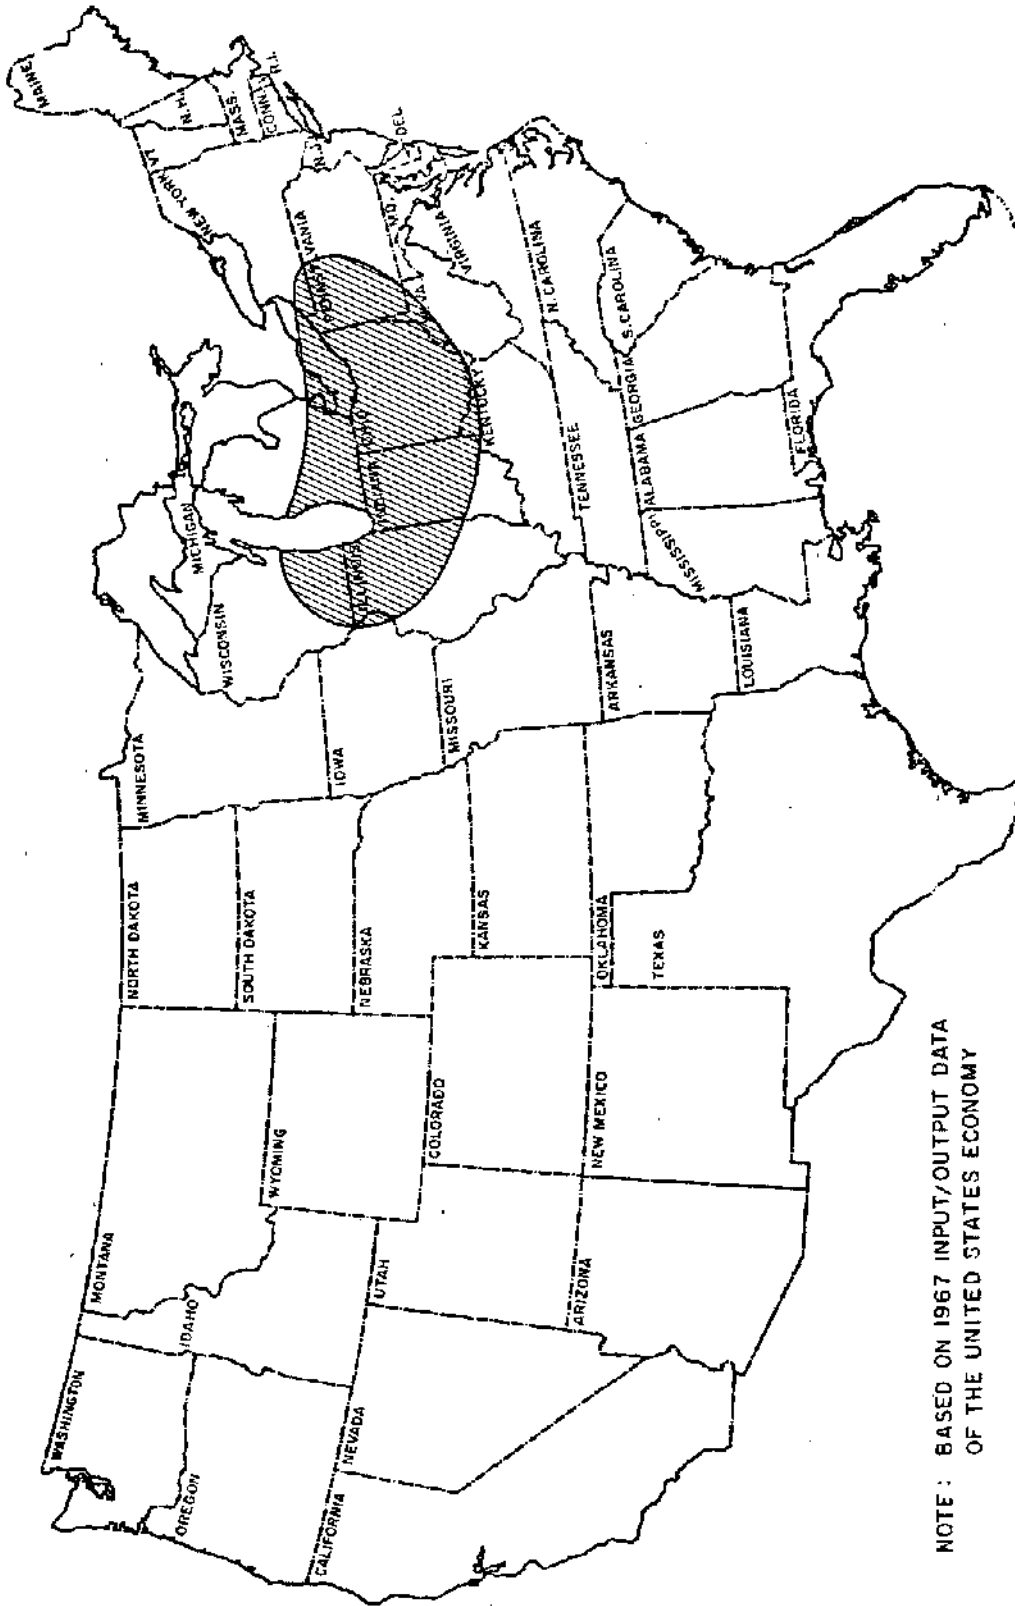 WASHINGTON
MONTANA
NORTH DAKOTA
MINNESOTA
MAINE
OREGON
IDAHO
WYOMING
SOUTH DAKOTA
WISCONSIN
MICHIGAN
NEW YORK
VT
N.H.
MASS.
CONN.
R.I.
CALIFORNIA
NEVADA
UTAH
COLORADO
NEBRASKA
IOWA
ILLINOIS
INDIANA
OHIO
N.J.
MD.
DEL
VIRGINIA
KANSAS
MISSOURI
KENTUCKY
ARIZONA
NEW MEXICO
OKLAHOMA
TEXAS
ARKANSAS
TENNESSEE
N. CAROLINA
S. CAROLINA
MISSISSIPPI
ALABAMA
GEORGIA
LOUISIANA
FLORIDA
NOTE: BASED ON 1967 INPUT/OUTPUT DATA
OF THE UNITED STATES ECONOMY